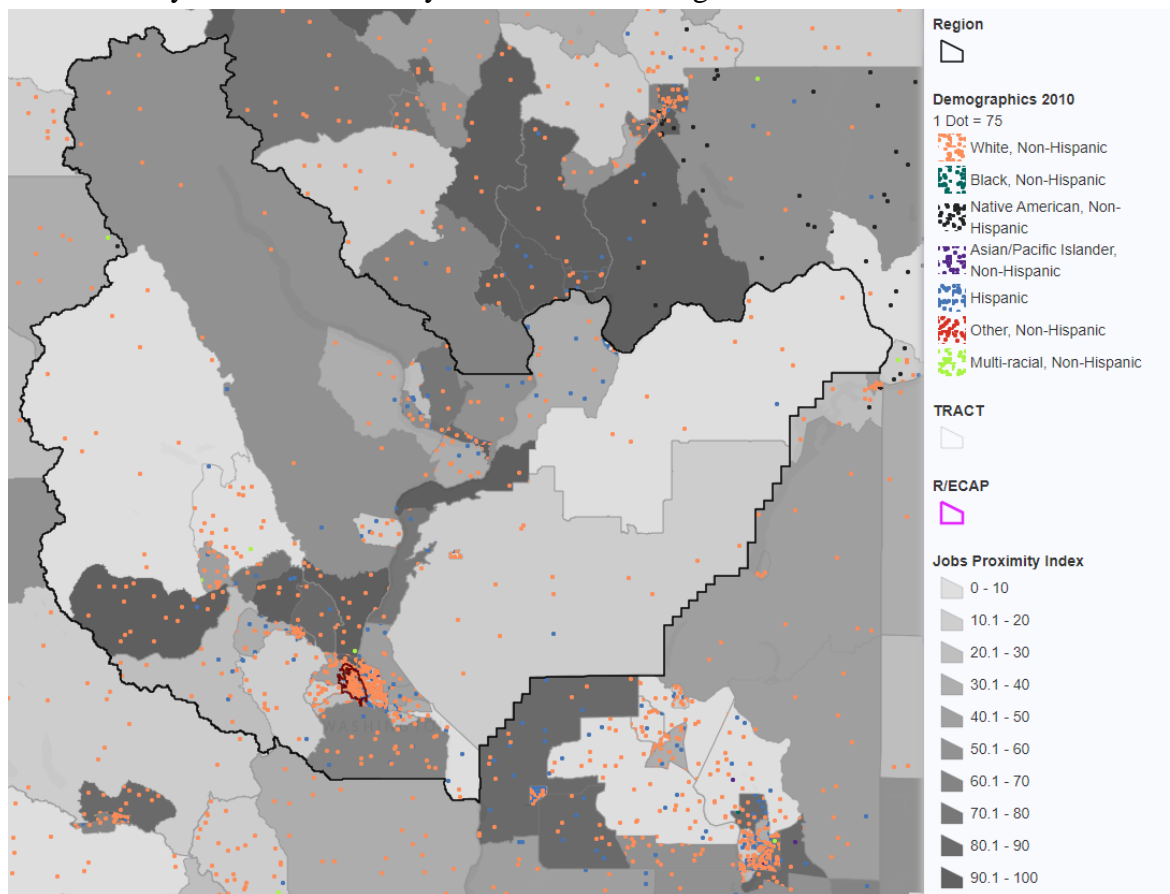 Region
Demographics 2010
1 Dot = 75
White, Non-Hispanic
Black, Non-Hispanic
Native American, Non-
Hispanic
Asian/Pacific Islander,
Non-Hispanic
Hispanic
Other, Non-Hispanic
Multi-racial, Non-Hispanic
TRACT
R/ECAP
Jobs Proximity Index
0 - 10
10.1 - 20
20.1 - 30
30.1 - 40
40.1 - 50
50.1 - 60
60.1 - 70
70.1 - 80
80.1 - 90
90.1 - 100